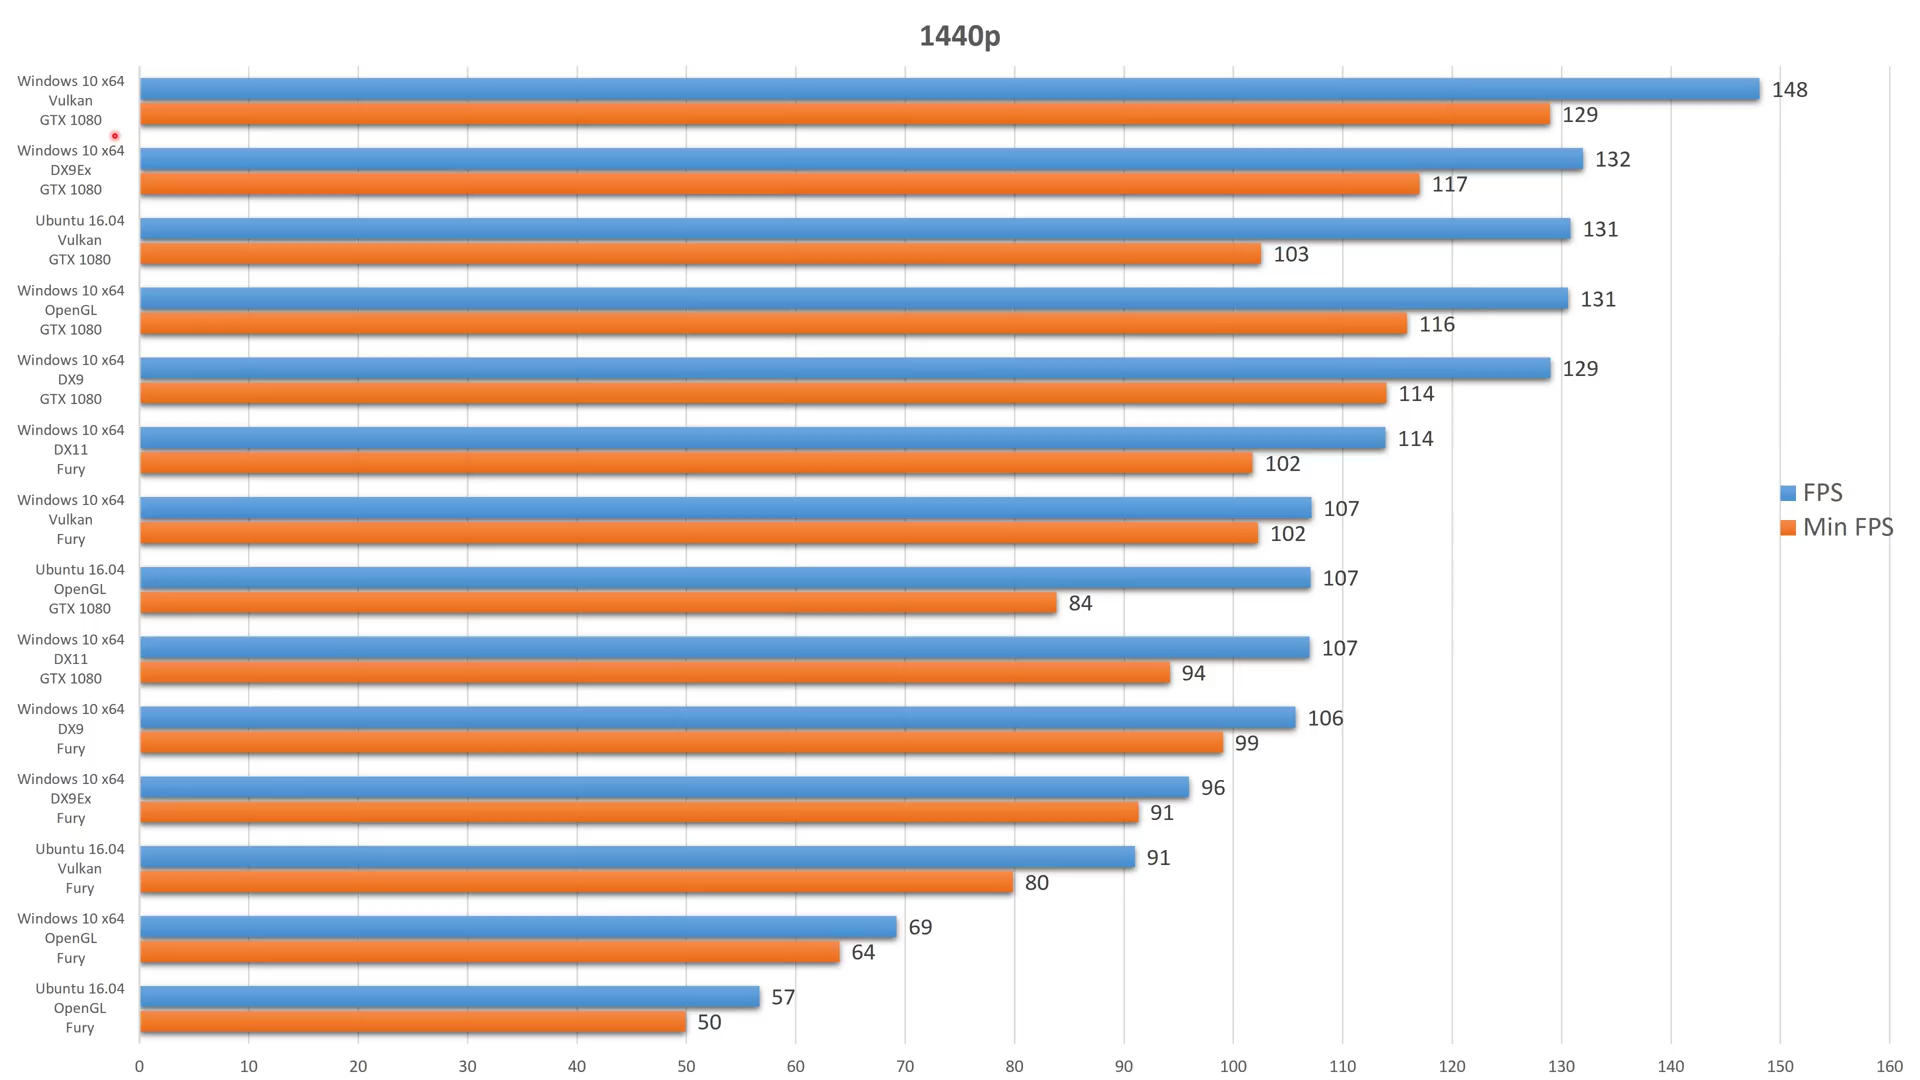 1440p
Windows 10 x64
Vulkan
GTX 1080
148
129
Windows 10 x64
DX9Ex
GTX 1080
132
117
Ubuntu 16.04
Vulkan
GTX 1080
131
103
Windows 10 x64
OpenGL
GTX 1080
131
116
Windows 10 x64
DX9
GTX 1080
129
114
Windows 10 x64
DX11
Fury
114
102
Windows 10 x64
Vulkan
Fury
107
102
Ubuntu 16.04
OpenGL
GTX 1080
107
84
Windows 10 x64
DX11
GTX 1080
107
94
Windows 10 x64
DX9
Fury
106
99
Windows 10 x64
DX9Ex
Fury
96
91
Ubuntu 16.04
Vulkan
Fury
91
80
Windows 10 x64
OpenGL
Fury
69
64
Ubuntu 16.04
OpenGL
Fury
57
50
FPS
Min FPS
0 10 20 30 40 50 60 70 80 90 100 110 120 130 140 150 160